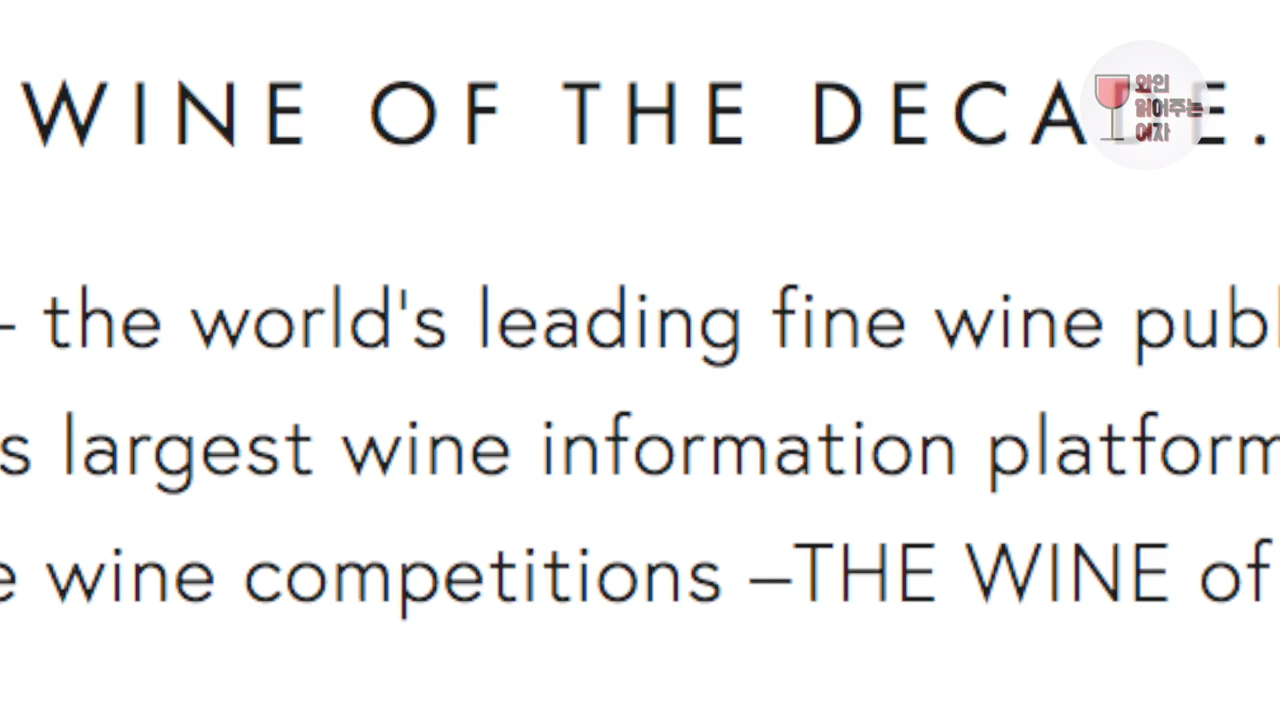 WINE OF THE DECADE.
와인
읽어주는
여자
– the world's leading fine wine publ
s largest wine information platform
e wine competitions –THE WINE of